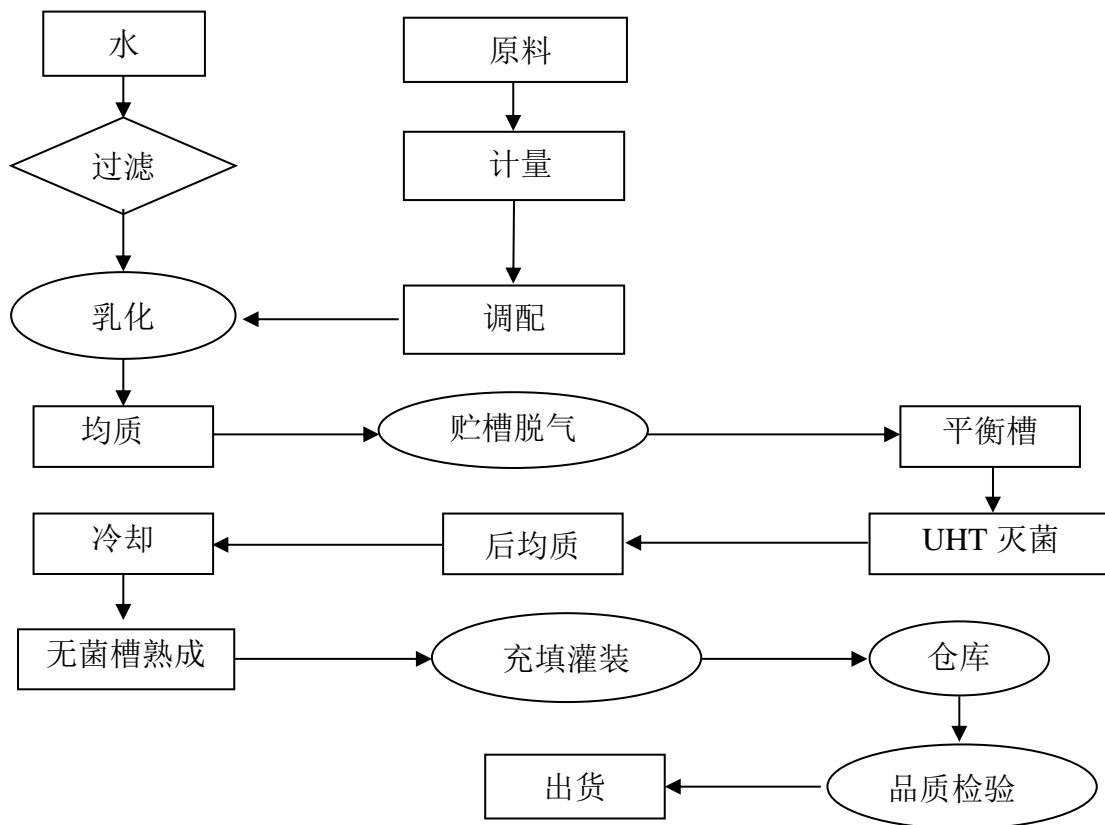 水
原料
过滤
计量
乳化
调配
均质
贮槽脱气
平衡槽
冷却
后均质
UHT 灭菌
无菌槽熟成
充填灌装
仓库
出货
品质检验